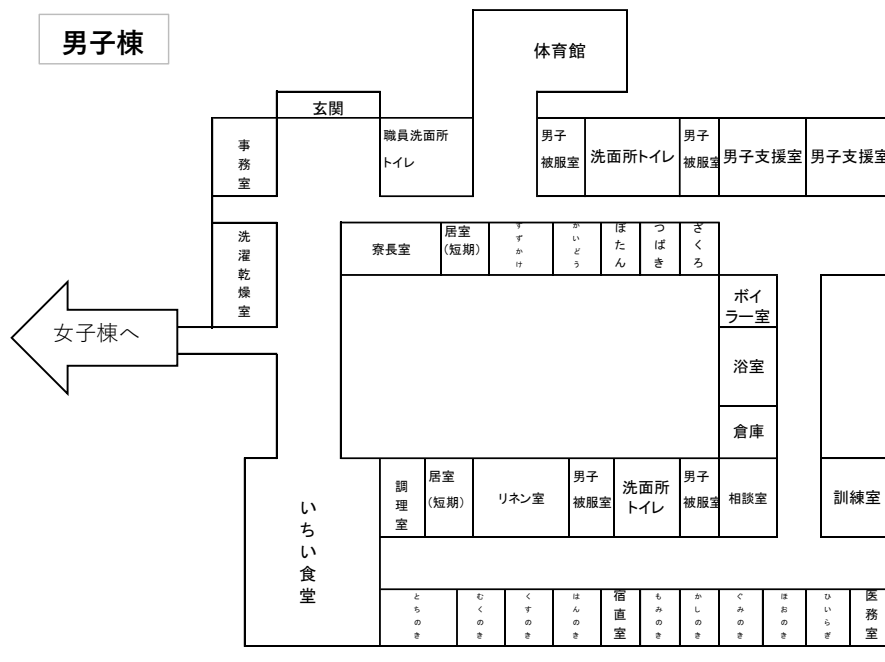 男子棟
体育館
玄関
事務室
職員洗面所
トイレ
男子
被服室
洗面所トイレ
男子
被服室
男子支援室
男子支援室
洗濯乾燥室
寮長室
居室
(短期)
すずかけ
かいどう
ぼたん
つばき
ざくろ
ボイ
ラー室
女子棟へ
浴室
倉庫
調理室
居室
(短期)
リネン室
男子
被服室
洗面所
トイレ
男子
被服室
相談室
訓練室
いちい食堂
とちのき
むくのき
くすのき
はんのき
宿直室
もみのき
かしのき
ぐみのき
ほおのき
ひいらぎ
医務室